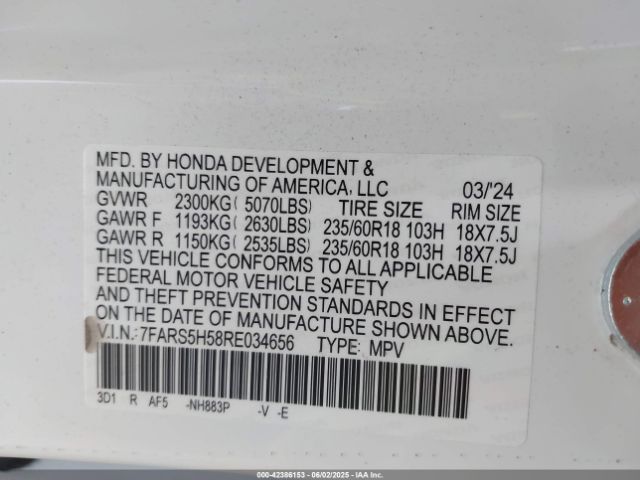 MFD. BY HONDA DEVELOPMENT &
MANUFACTURING OF AMERICA, LLC 03/'24
GVWR 2300KG( 5070LBS) TIRE SIZE RIM SIZE
GAWR F 1193KG( 2630LBS) 235/60R18 103H 18X7.5J
GAWR R 1150KG( 2535LBS) 235/60R18 103H 18X7.5J
THIS VEHICLE CONFORMS TO ALL APPLICABLE
FEDERAL MOTOR VEHICLE SAFETY
AND THEFT PREVENTION STANDARDS IN EFFECT
ON THE DATE OF MANUFACTURE SHOWN ABOVE.
V.I.N.:7FARS5H58RE034656 TYPE: MPV
3D1 R AF5 -NH883P -V -E
000-42386153 - 06/02/2025 - IAA Inc.